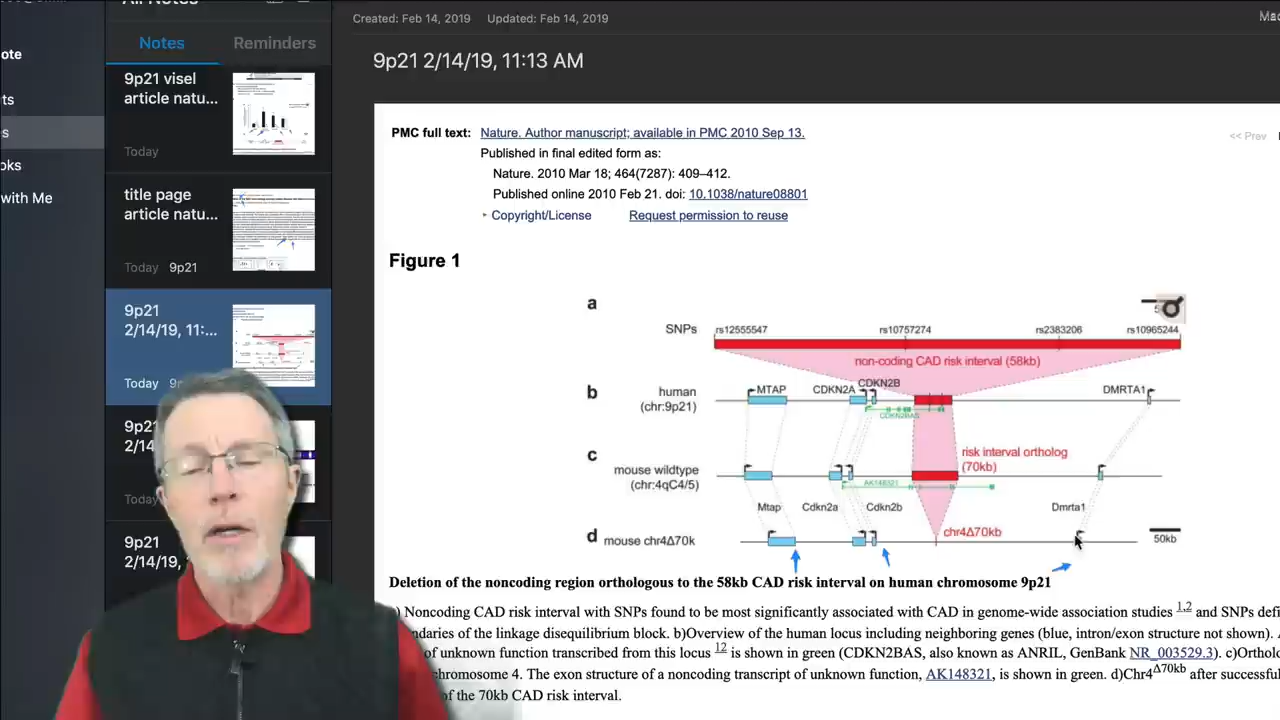 All Notes
Created: Feb 14, 2019 Updated: Feb 14, 2019
Notes Reminders
9p21 2/14/19, 11:13 AM
9p21 visel
article natu...
Today
title page
article natu...
Today 9p21
9p21
2/14/19, 11:...
Today
9p21
2/14
9p21
2/14/19,
with Me
PMC full text: Nature. Author manuscript; available in PMC 2010 Sep 13.
<< Prev
Published in final edited form as:
Nature. 2010 Mar 18; 464(7287): 409–412.
Published online 2010 Feb 21. doi: 10.1038/nature08801
Copyright/License Request permission to reuse
Figure 1
a
SNPs rs12555547 rs10757274 rs2383206 rs10965244
non-coding CAD risk interval (58kb)
b human
(chr:9p21)
MTAP CDKN2A CDKN2B DMRTA1
CDKN2BAS
c mouse wildtype
(chr:4qC4/5)
risk interval ortholog
(70kb)
AK148321
Mtap Cdkn2a Cdkn2b Dmrta1
d mouse chr4Δ70k chr4Δ70kb 50kb
Deletion of the noncoding region orthologous to the 58kb CAD risk interval on human chromosome 9p21
) Noncoding CAD risk interval with SNPs found to be most significantly associated with CAD in genome-wide association studies 1,2 and SNPs defi
ndaries of the linkage disequilibrium block. b)Overview of the human locus including neighboring genes (blue, intron/exon structure not shown).
of unknown function transcribed from this locus 12 is shown in green (CDKN2BAS, also known as ANRIL, GenBank NR_003529.3). c)Ortholo
hromosome 4. The exon structure of a noncoding transcript of unknown function, AK148321, is shown in green. d)Chr4Δ70kb after successful
of the 70kb CAD risk interval.